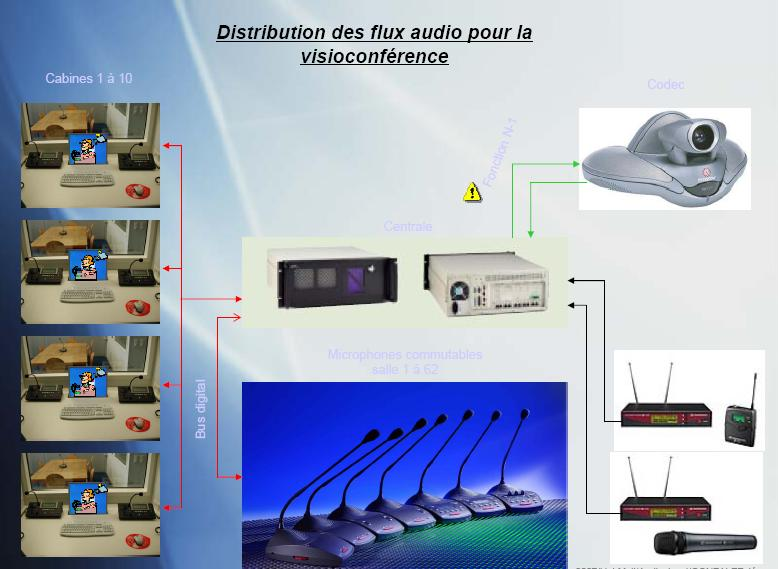 Distribution des flux audio pour la
visioconférence
Cabines 1 à 10
Codec
Fonction N-1
Centrale
Microphones commutables
salle 1 à 62
Bus digital